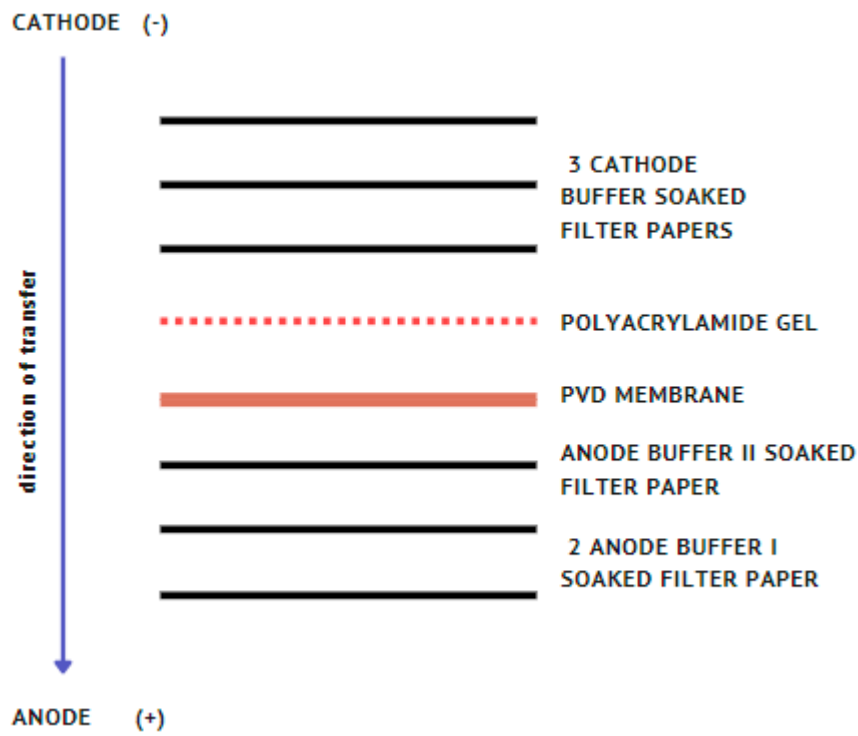 CATHODE (-)
3 CATHODE
BUFFER SOAKED
FILTER PAPERS
direction of transfer
POLYACRYLAMIDE GEL
PVD MEMBRANE
ANODE BUFFER II SOAKED
FILTER PAPER
2 ANODE BUFFER I
SOAKED FILTER PAPER
ANODE (+)